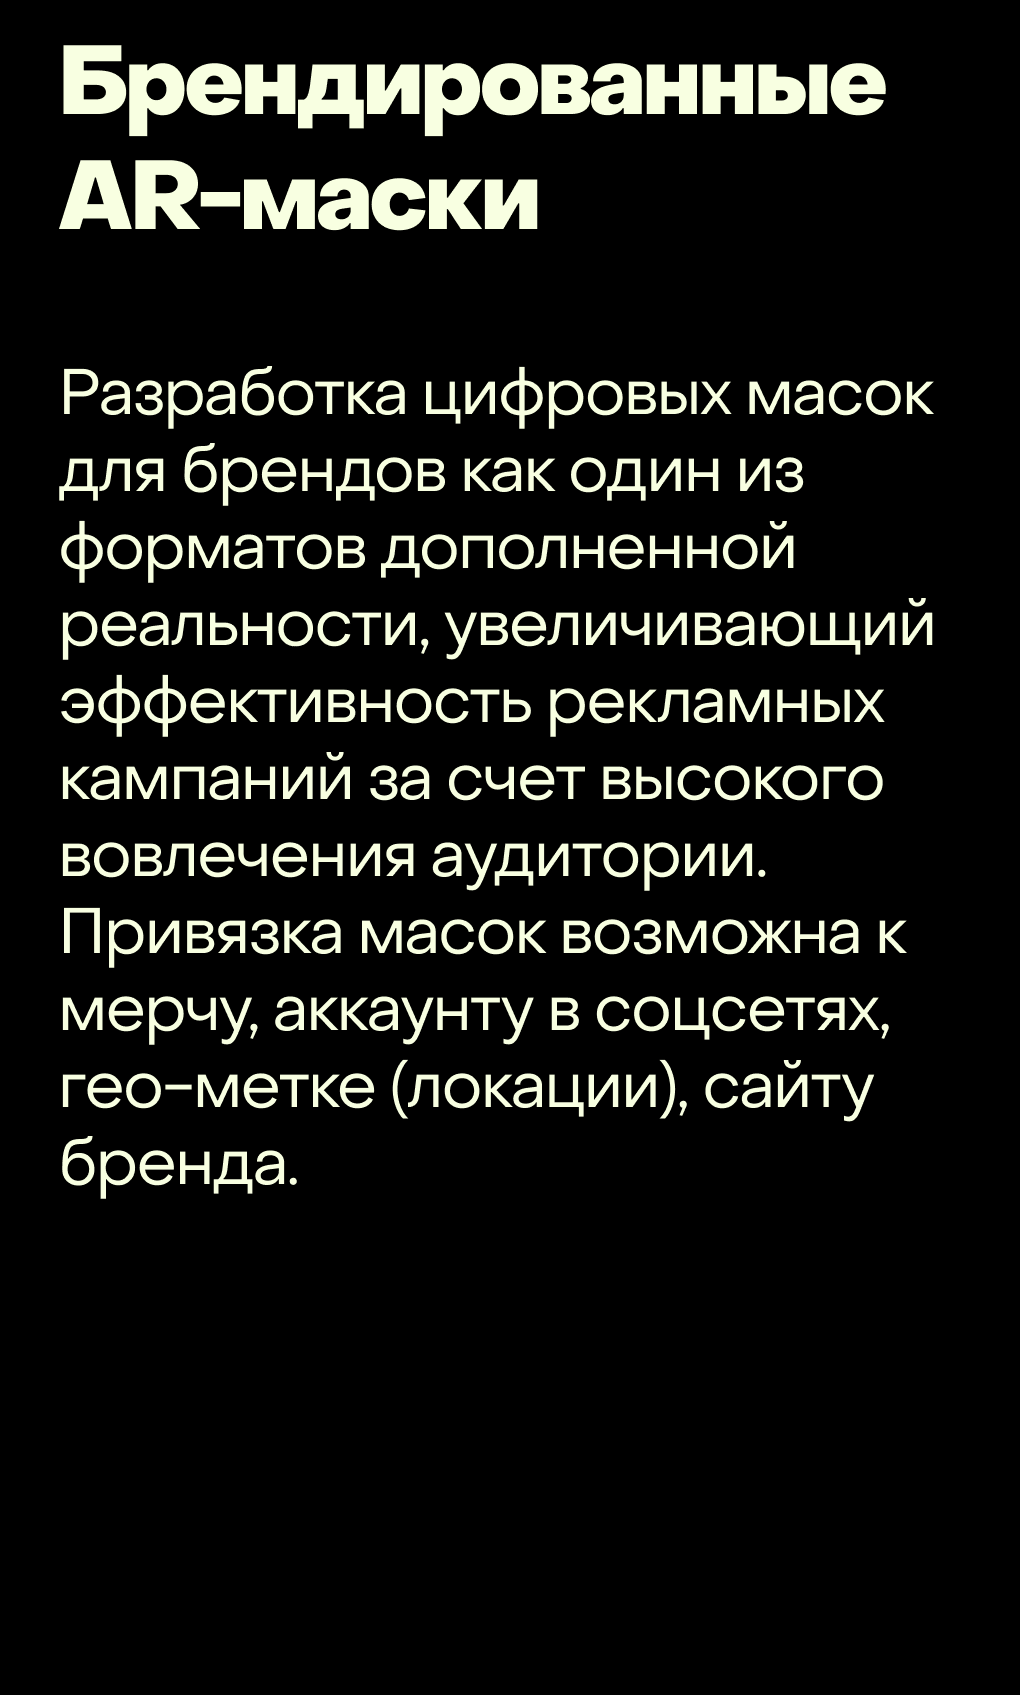 Брендированные
AR-маски
Разработка цифровых масок
для брендов как один из
форматов дополненной
реальности, увеличивающий
эффективность рекламных
кампаний за счет высокого
вовлечения аудитории.
Привязка масок возможна к
мерчу, аккаунту в соцсетях,
гео-метке (локации), сайту
бренда.